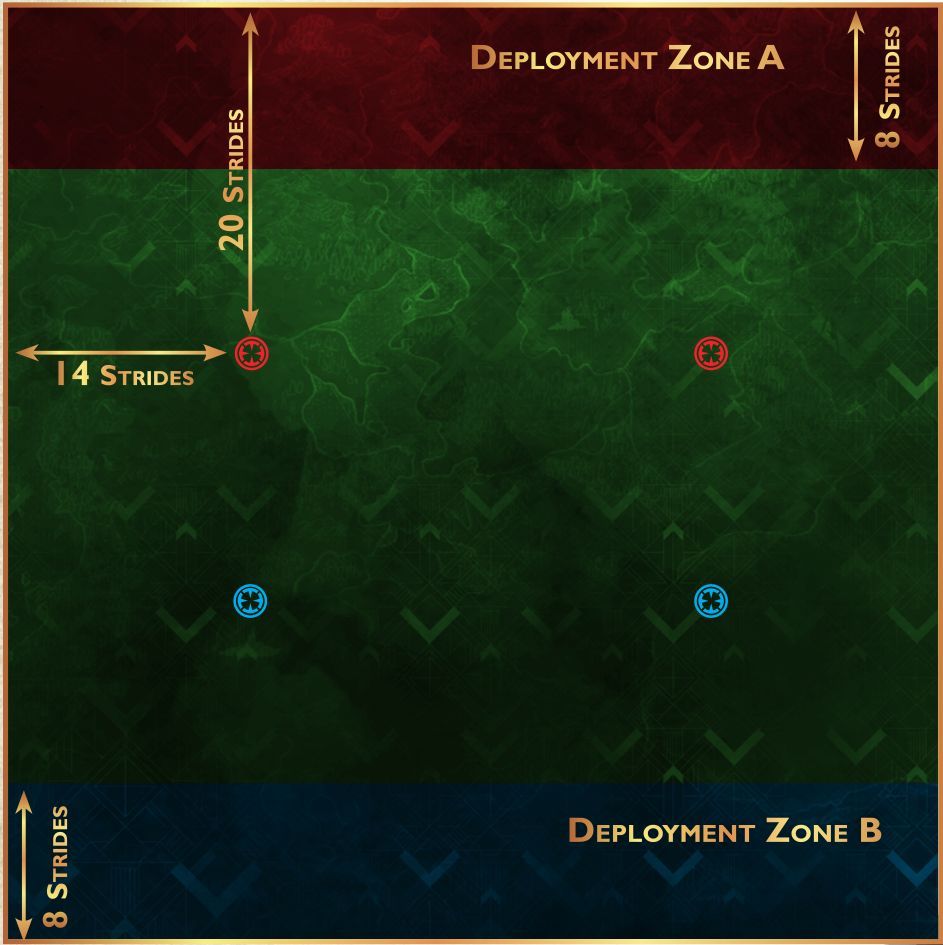 Deployment Zone A
8 Strides
20 Strides
14 Strides
8 Strides
Deployment Zone B